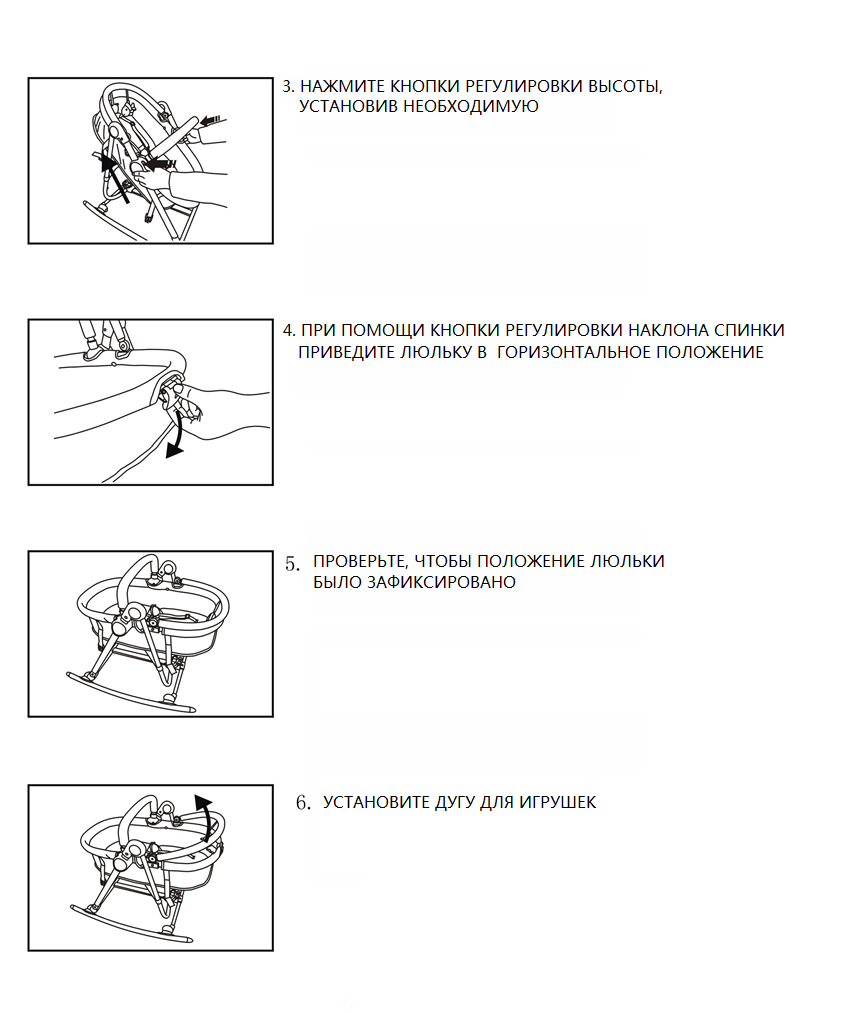 3. НАЖМИТЕ КНОПКИ РЕГУЛИРОВКИ ВЫСОТЫ,
УСТАНОВИВ НЕОБХОДИМУЮ
4. ПРИ ПОМОЩИ КНОПКИ РЕГУЛИРОВКИ НАКЛОНА СПИНКИ
ПРИВЕДИТЕ ЛЮЛЬКУ В ГОРИЗОНТАЛЬНОЕ ПОЛОЖЕНИЕ
5. ПРОВЕРЬТЕ, ЧТОБЫ ПОЛОЖЕНИЕ ЛЮЛЬКИ
БЫЛО ЗАФИКСИРОВАНО
6. УСТАНОВИТЕ ДУГУ ДЛЯ ИГРУШЕК